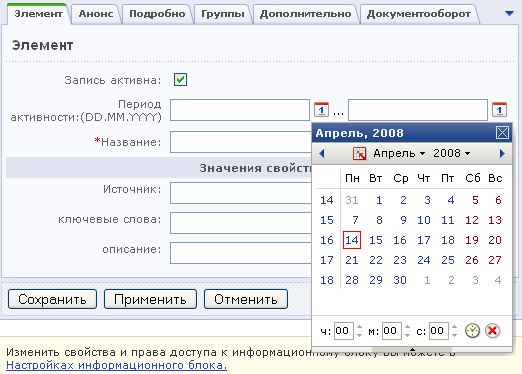 Элемент Анонс Подробно Группы Дополнительно Документооборот
Элемент
Запись активна:
Период
активности:(DD.MM.YYYY) 1 ... 1
*Название:
Значения свойств
Источник:
ключевые слова:
описание:
Сохранить Применить Отменить
Апрель, 2008
Апрель 2008
Пн Вт Ср Чт Пт Сб Вс
14 31 1 2 3 4 5 6
15 7 8 9 10 11 12 13
16 14 15 16 17 18 19 20
17 21 22 23 24 25 26 27
18 28 29 30 1 2 3 4
ч: 00 м: 00 с: 00
Изменить свойства и права доступа к информационному блоку вы можете в
Настройках информационного блока.